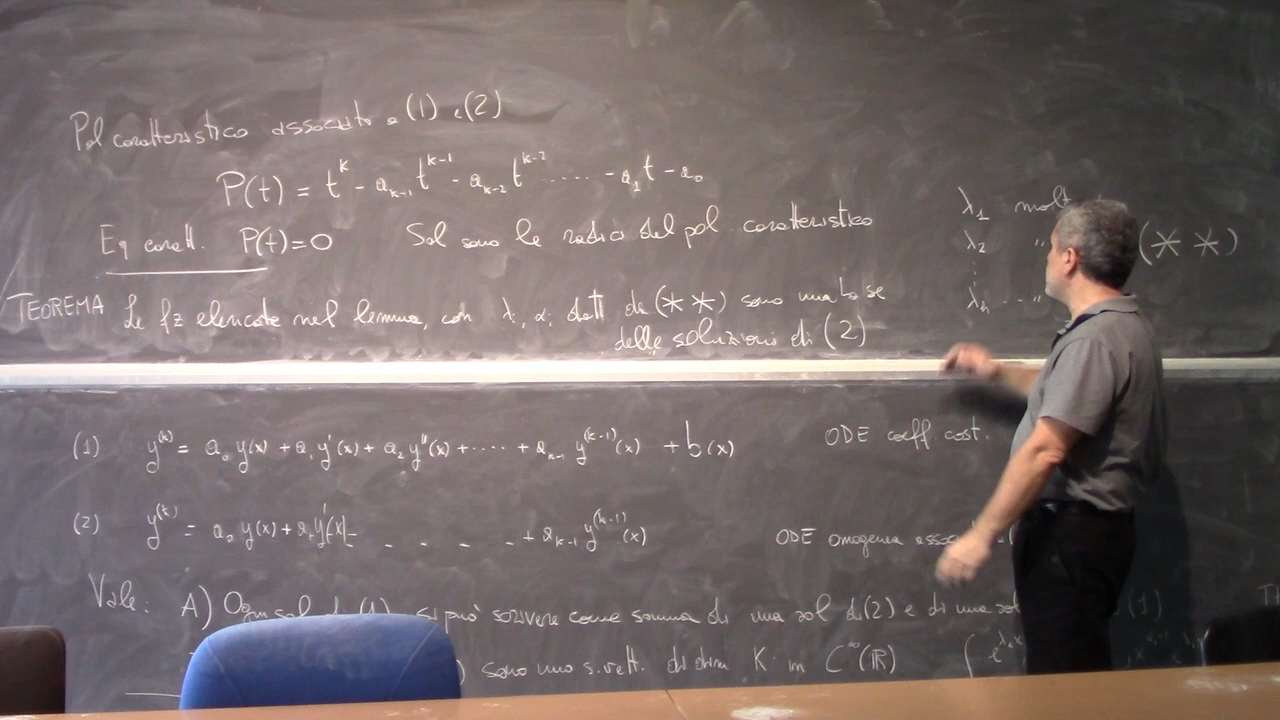 Pol caratteristico associato a (1) e (2)
P(t) = t^k - a_{k-1} t^{k-1} - a_{k-2} t^{k-2} ..... - a_1 t - a_0
Eq caratt. P(t)=0 Sol sono le radici del pol caratteristico
λ_1 molt
λ_2 " (* *)
λ_h ... "
TEOREMA Le fz elencate nel lemma, con λ_i, α_i dati da (* *) sono una base
delle soluzioni di (2)
(1) y^{(k)} = a_0 y(x) + a_1 y'(x) + a_2 y''(x) + ..... + a_{k-1} y^{(k-1)}(x) + b(x) ODE coeff. cost.
(2) y^{(k)} = a_0 y(x) + a_1 y'(x) - - - - - + a_{k-1} y^{(k-1)}(x) ODE omogenea
Vale: A) Ogni sol di (1) si può scrivere come somma di una sol di (2) e di una sol (1)
) sono uno s. vett. di dim K in C^∞(ℝ)